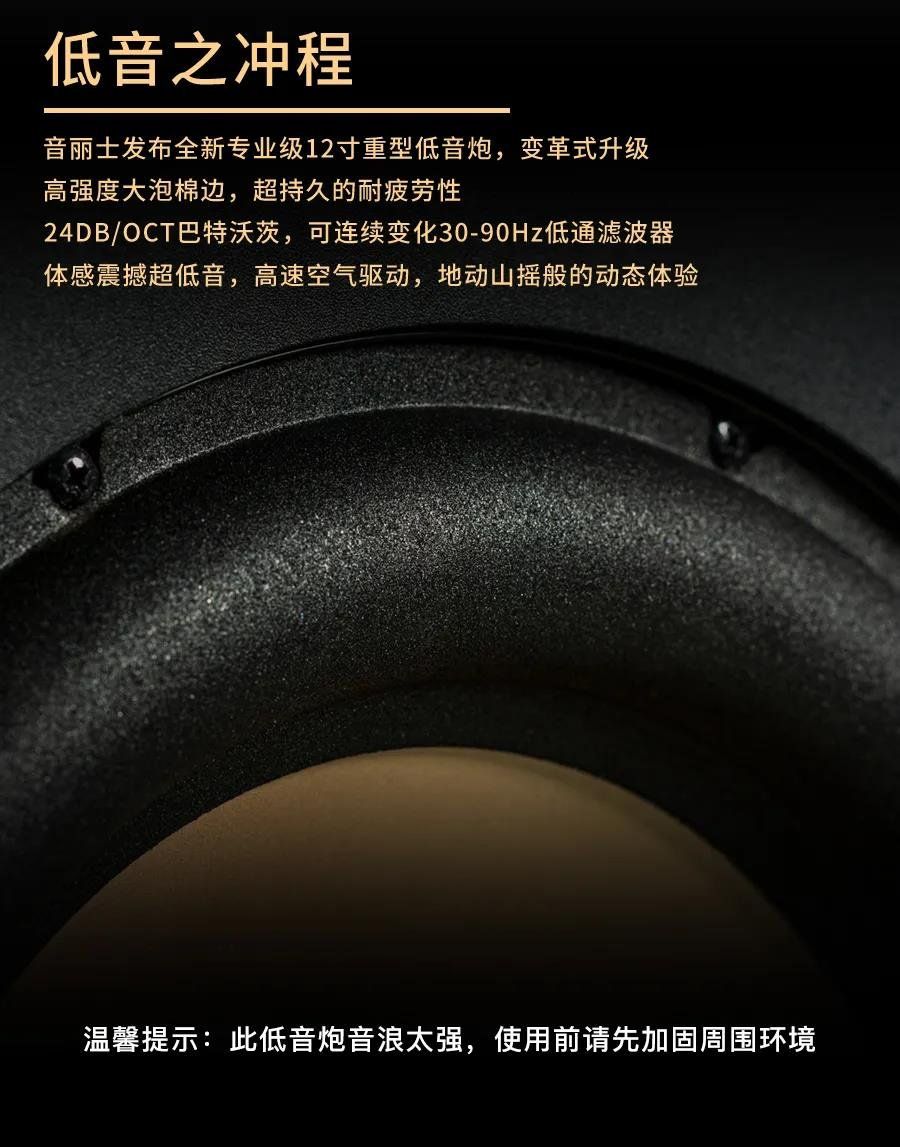 低音之冲程
音丽士发布全新专业级12寸重型低音炮，变革式升级
高强度大泡棉边，超持久的耐疲劳性
24DB/OCT巴特沃茨，可连续变化30-90Hz低通滤波器
体感震撼超低音，高速空气驱动，地动山摇般的动态体验
温馨提示：此低音炮音浪太强，使用前请先加固周围环境